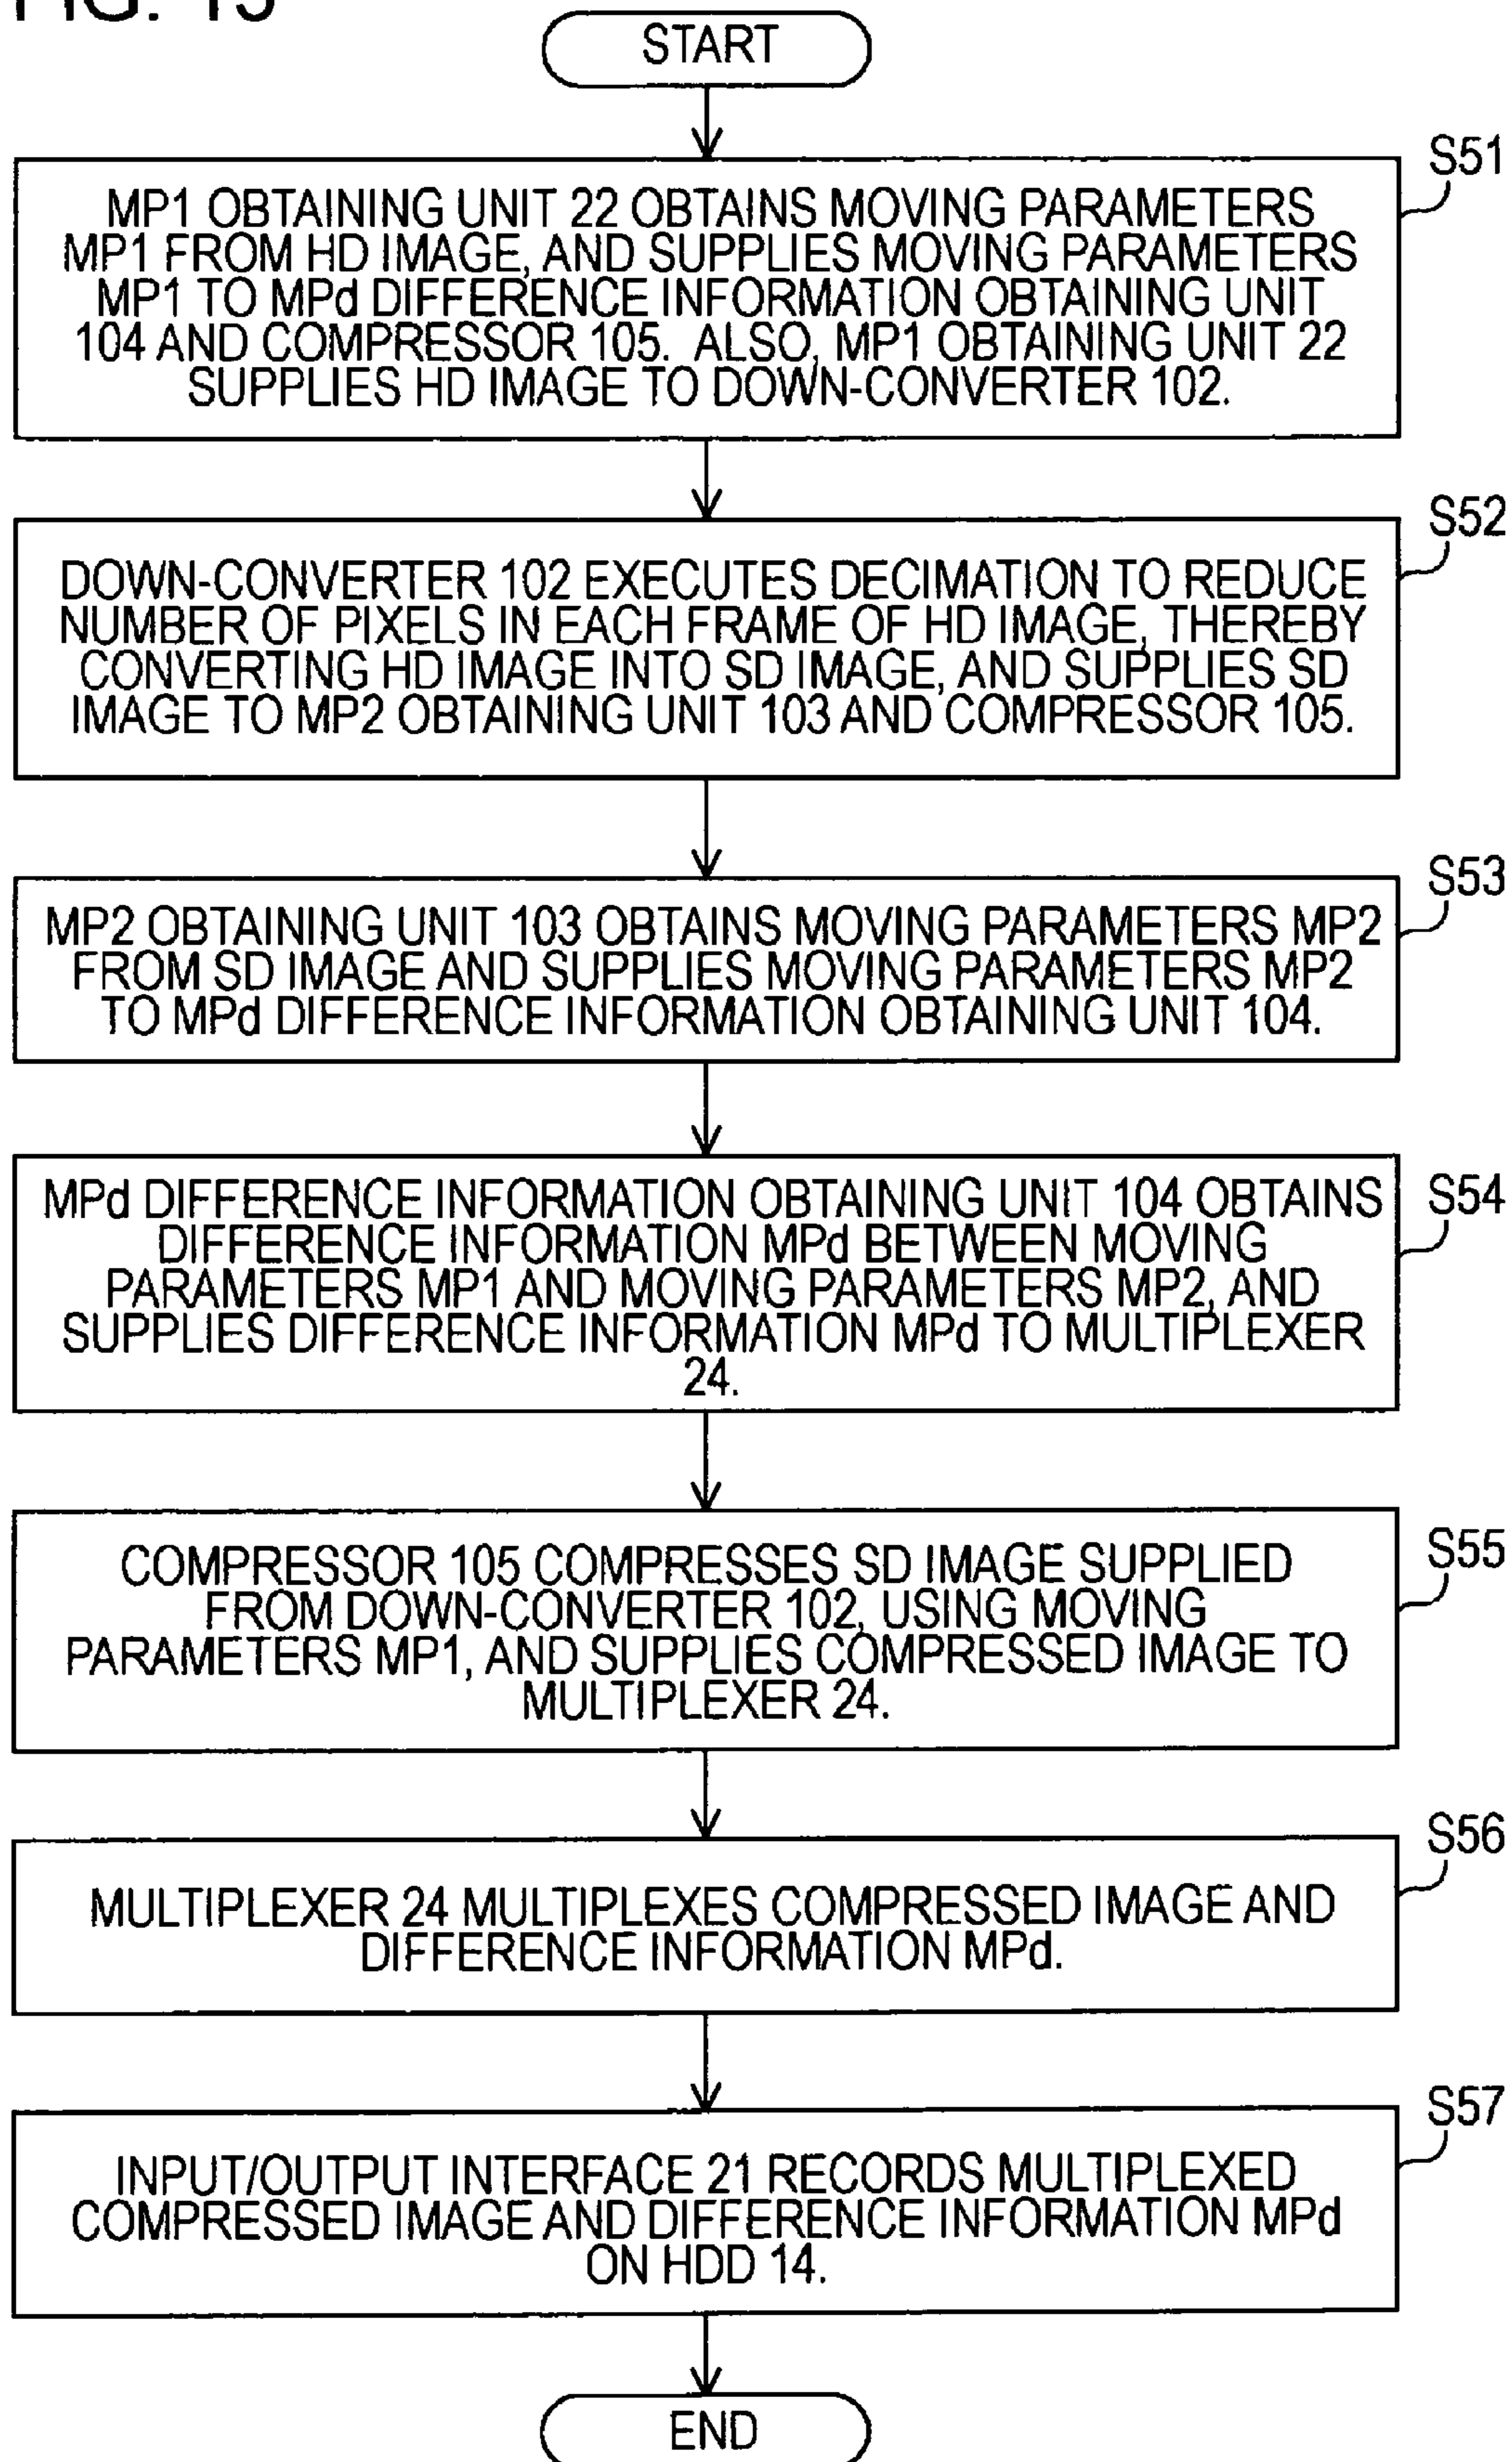 FIG. 15
START
S51
MP1 OBTAINING UNIT 22 OBTAINS MOVING PARAMETERS
MP1 FROM HD IMAGE, AND SUPPLIES MOVING PARAMETERS
MP1 TO MPd DIFFERENCE INFORMATION OBTAINING UNIT
104 AND COMPRESSOR 105. ALSO, MP1 OBTAINING UNIT 22
SUPPLIES HD IMAGE TO DOWN-CONVERTER 102.
S52
DOWN-CONVERTER 102 EXECUTES DECIMATION TO REDUCE
NUMBER OF PIXELS IN EACH FRAME OF HD IMAGE, THEREBY
CONVERTING HD IMAGE INTO SD IMAGE, AND SUPPLIES SD
IMAGE TO MP2 OBTAINING UNIT 103 AND COMPRESSOR 105.
S53
MP2 OBTAINING UNIT 103 OBTAINS MOVING PARAMETERS MP2
FROM SD IMAGE AND SUPPLIES MOVING PARAMETERS MP2
TO MPd DIFFERENCE INFORMATION OBTAINING UNIT 104.
S54
MPd DIFFERENCE INFORMATION OBTAINING UNIT 104 OBTAINS
DIFFERENCE INFORMATION MPd BETWEEN MOVING
PARAMETERS MP1 AND MOVING PARAMETERS MP2, AND
SUPPLIES DIFFERENCE INFORMATION MPd TO MULTIPLEXER
24.
S55
COMPRESSOR 105 COMPRESSES SD IMAGE SUPPLIED
FROM DOWN-CONVERTER 102, USING MOVING
PARAMETERS MP1, AND SUPPLIES COMPRESSED IMAGE TO
MULTIPLEXER 24.
S56
MULTIPLEXER 24 MULTIPLEXES COMPRESSED IMAGE AND
DIFFERENCE INFORMATION MPd.
S57
INPUT/OUTPUT INTERFACE 21 RECORDS MULTIPLEXED
COMPRESSED IMAGE AND DIFFERENCE INFORMATION MPd
ON HDD 14.
END